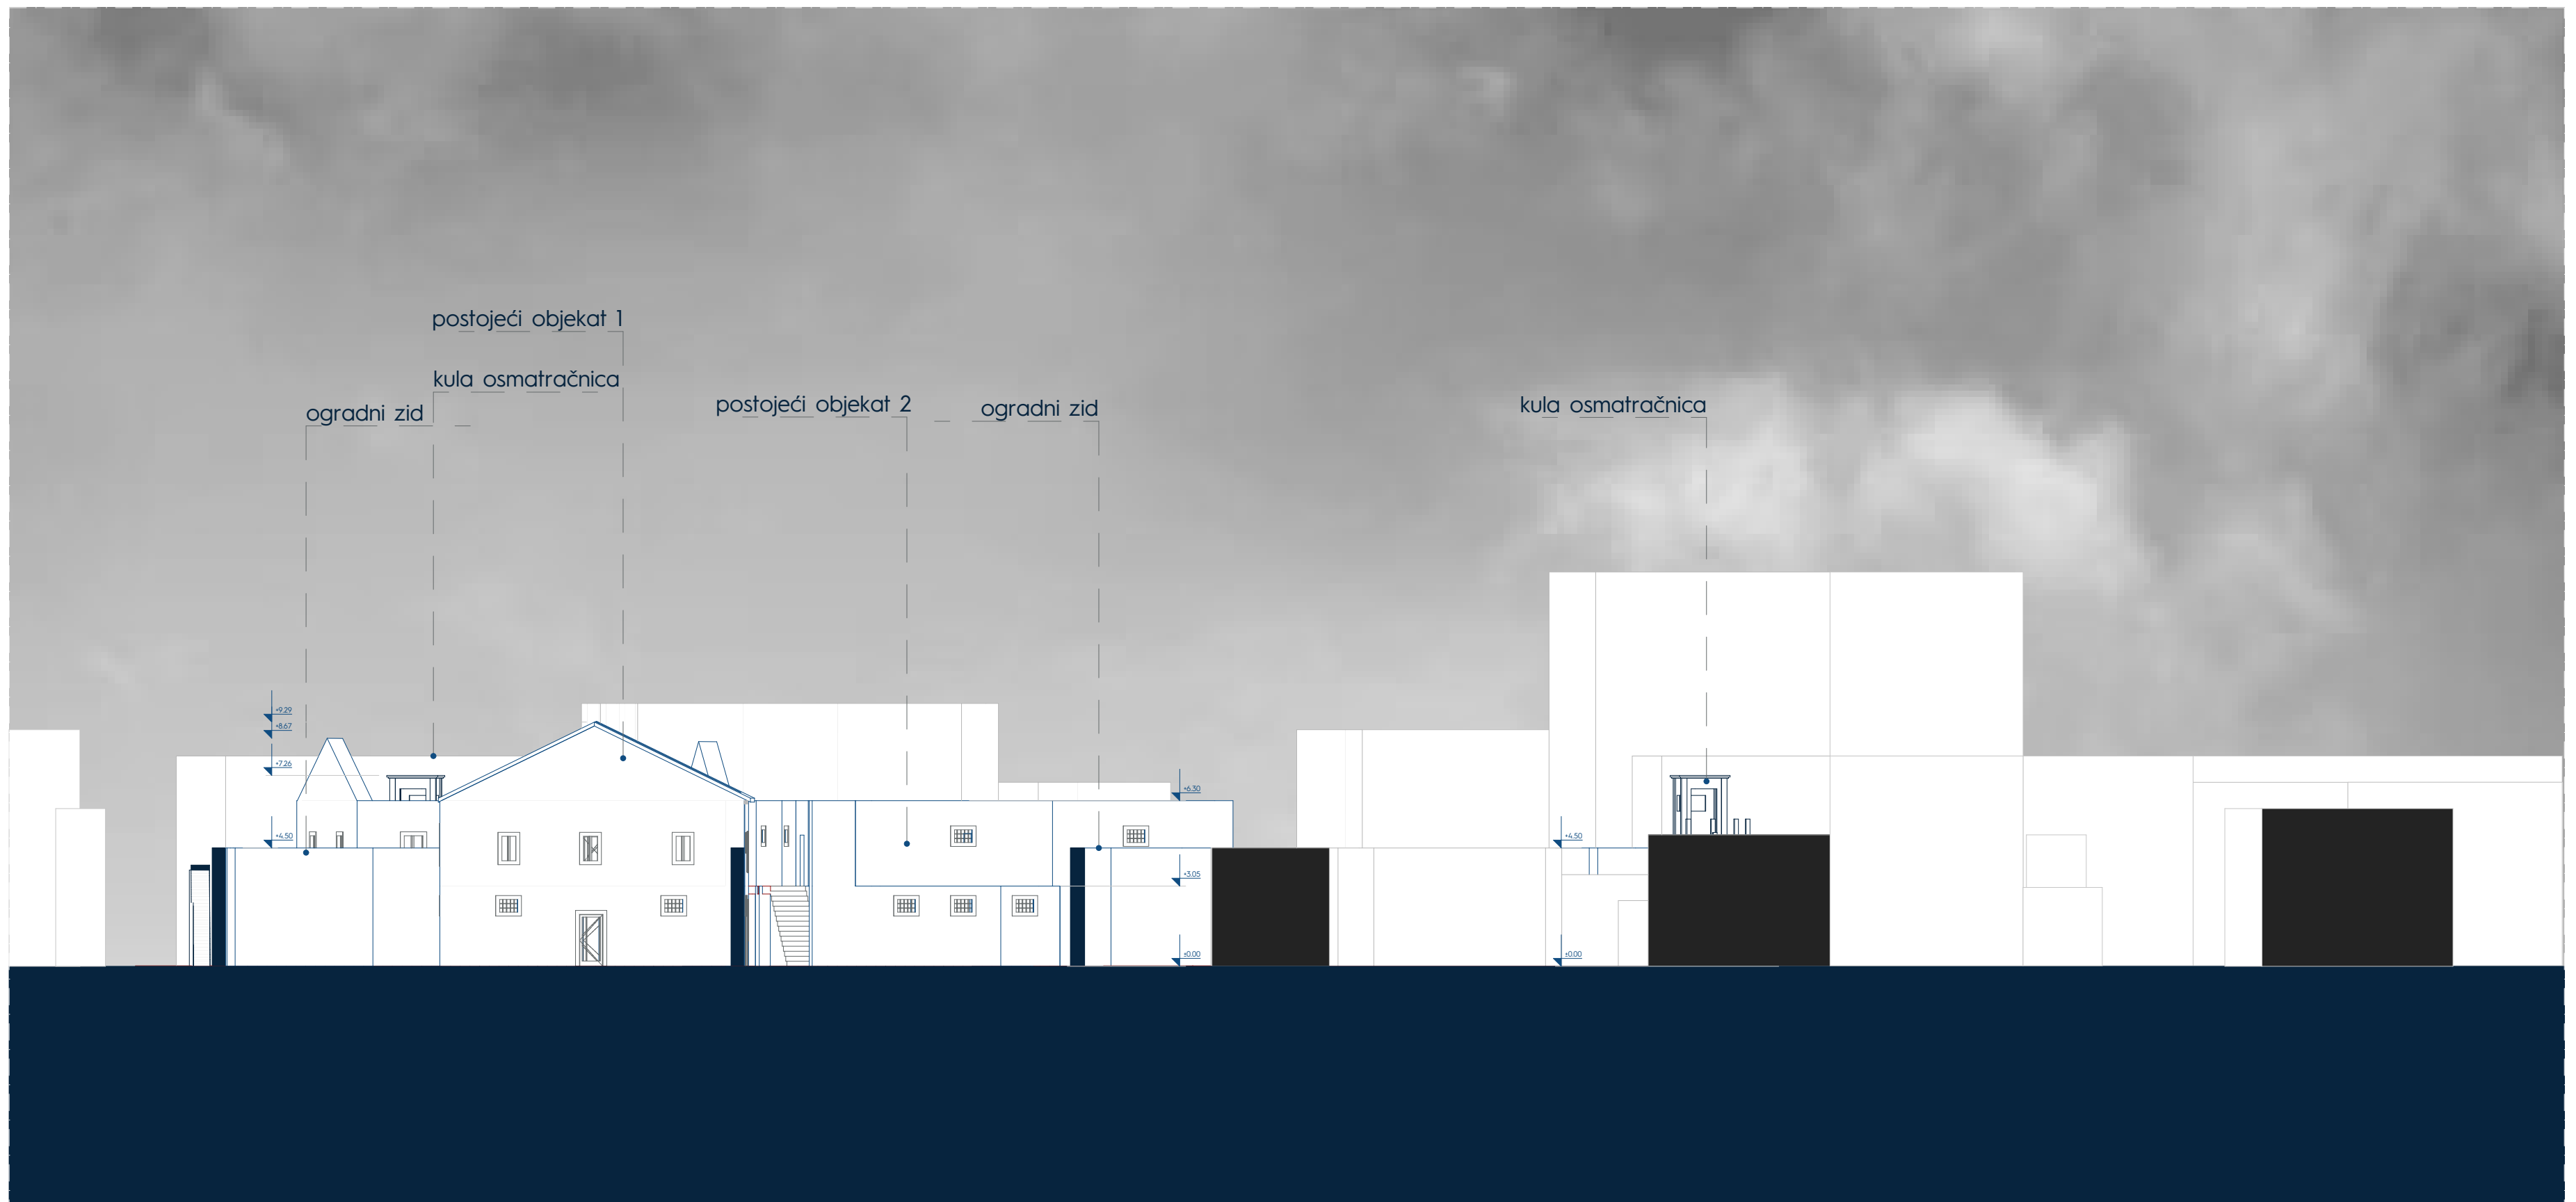 postojeći objekat 1
kula osmatračnica
ogradni zid
postojeći objekat 2
ogradni zid
kula osmatračnica
+9.29
+8.67
+7.26
+4.50
+6.30
+3.05
±0.00
+4.50
±0.00